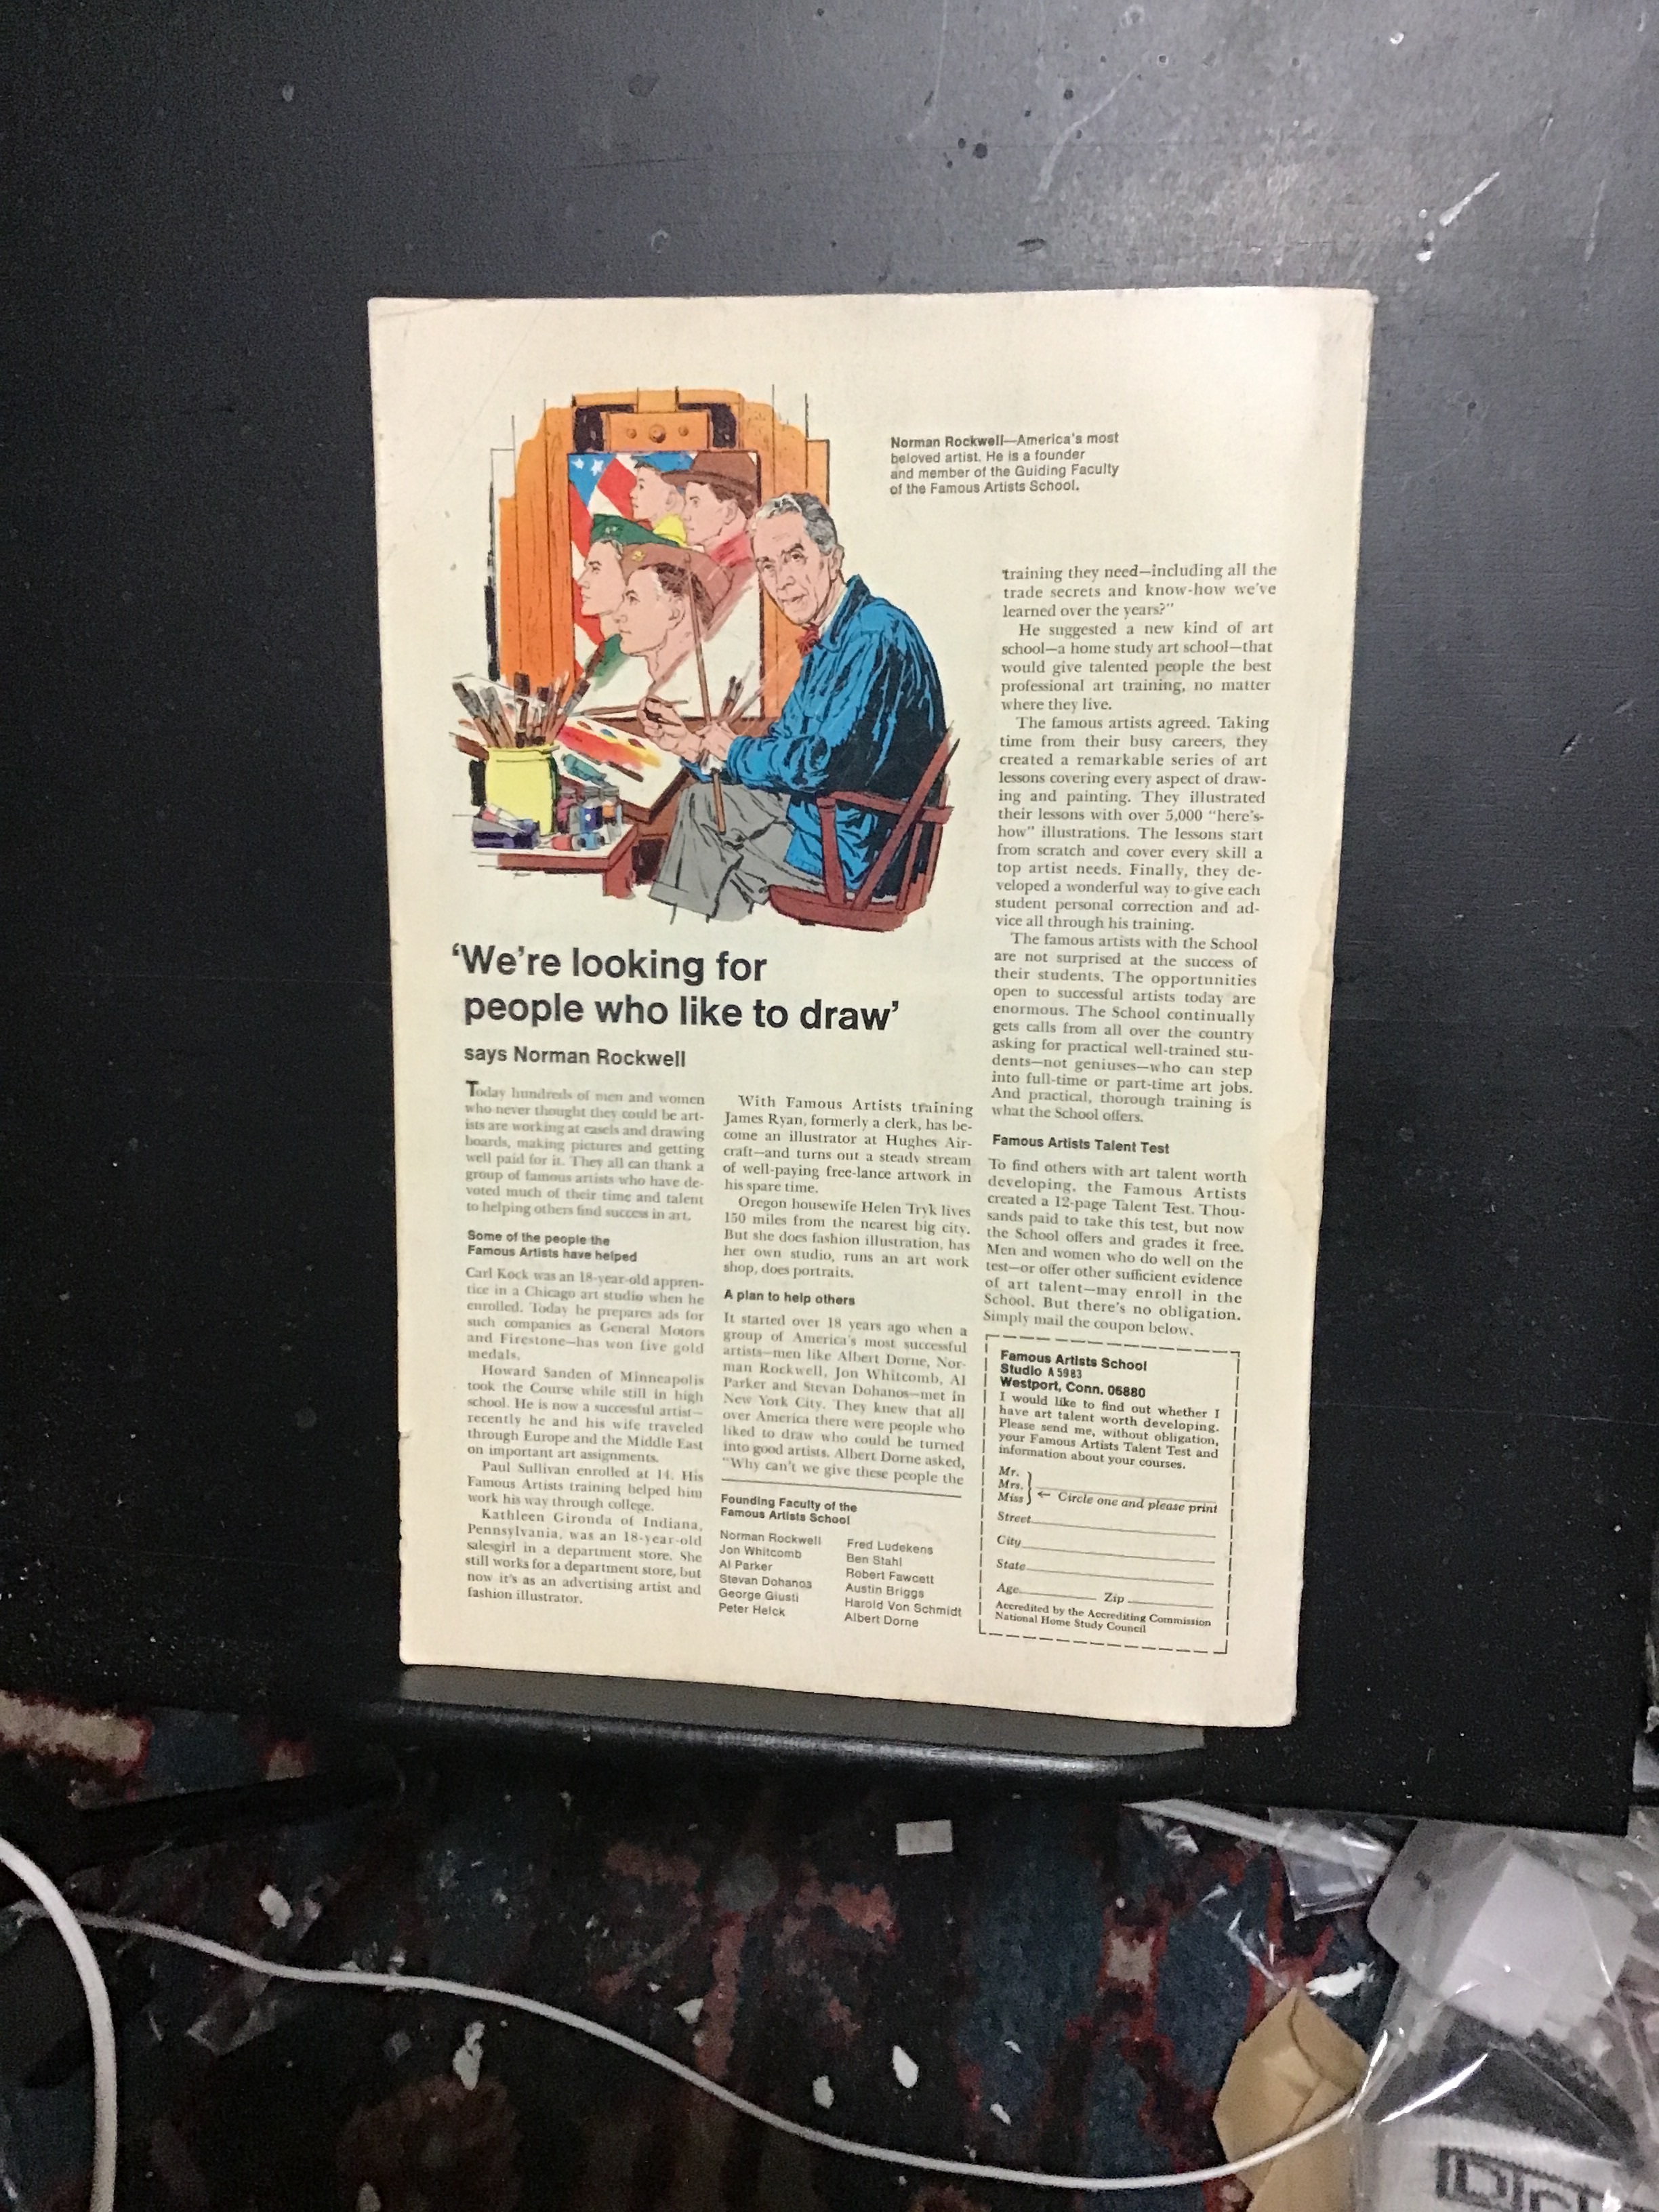 Norman Rockwell—America's most
beloved artist. He is a founder
and member of the Guiding Faculty
of the Famous Artists School.
'We're looking for
people who like to draw'
says Norman Rockwell
Today hundreds of men and women
who never thought they could be art-
ists are working at easels and drawing
boards, making pictures and getting
well paid for it. They all can thank a
group of famous artists who have de-
voted much of their time and talent
to helping others find success in art.
Some of the people the
Famous Artists have helped
Carl Kock was an 18-year-old appren-
tice in a Chicago art studio when he
enrolled. Today he prepares ads for
such companies as General Motors
and Firestone—has won five gold
medals.
Howard Sanden of Minneapolis
took the Course while still in high
school. He is now a successful artist—
recently he and his wife traveled
through Europe and the Middle East
on important art assignments.
Paul Sullivan enrolled at 14. His
Famous Artists training helped him
work his way through college.
Kathleen Gironda of Indiana,
Pennsylvania, was an 18-year-old
salesgirl in a department store. She
still works for a department store, but
now it's as an advertising artist and
fashion illustrator.
With Famous Artists training
James Ryan, formerly a clerk, has be-
come an illustrator at Hughes Air-
craft—and turns out a steady stream
of well-paying free-lance artwork in
his spare time.
Oregon housewife Helen Tryk lives
150 miles from the nearest big city.
But she does fashion illustration, has
her own studio, runs an art work
shop, does portraits.
A plan to help others
It started over 18 years ago when a
group of America's most successful
artists—men like Albert Dorne, Nor-
man Rockwell, Jon Whitcomb, Al
Parker and Stevan Dohanos—met in
New York City. They knew that all
over America there were people who
liked to draw who could be turned
into good artists. Albert Dorne asked,
"Why can't we give these people the
Founding Faculty of the
Famous Artists School
Norman Rockwell
Jon Whitcomb
Al Parker
Stevan Dohanos
George Giusti
Peter Helck
Fred Ludekens
Ben Stahl
Robert Fawcett
Austin Briggs
Harold Von Schmidt
Albert Dorne
training they need—including all the
trade secrets and know-how we've
learned over the years?"
He suggested a new kind of art
school—a home study art school—that
would give talented people the best
professional art training, no matter
where they live.
The famous artists agreed. Taking
time from their busy careers, they
created a remarkable series of art
lessons covering every aspect of draw-
ing and painting. They illustrated
their lessons with over 5,000 "here's-
how" illustrations. The lessons start
from scratch and cover every skill a
top artist needs. Finally, they de-
veloped a wonderful way to give each
student personal correction and ad-
vice all through his training.
The famous artists with the School
are not surprised at the success of
their students. The opportunities
open to successful artists today are
enormous. The School continually
gets calls from all over the country
asking for practical well-trained stu-
dents—not geniuses—who can step
into full-time or part-time art jobs.
And practical, thorough training is
what the School offers.
Famous Artists Talent Test
To find others with art talent worth
developing, the Famous Artists
created a 12-page Talent Test. Thou-
sands paid to take this test, but now
the School offers and grades it free.
Men and women who do well on the
test—or offer other sufficient evidence
of art talent—may enroll in the
School. But there's no obligation.
Simply mail the coupon below.
Famous Artists School
Studio A5983
Westport, Conn. 06880
I would like to find out whether I
have art talent worth developing.
Please send me, without obligation,
your Famous Artists Talent Test and
information about your courses.
Mr.
Mrs.
Miss
← Circle one and please print
Street
City
State
Age Zip
Accredited by the Accrediting Commission
National Home Study Council